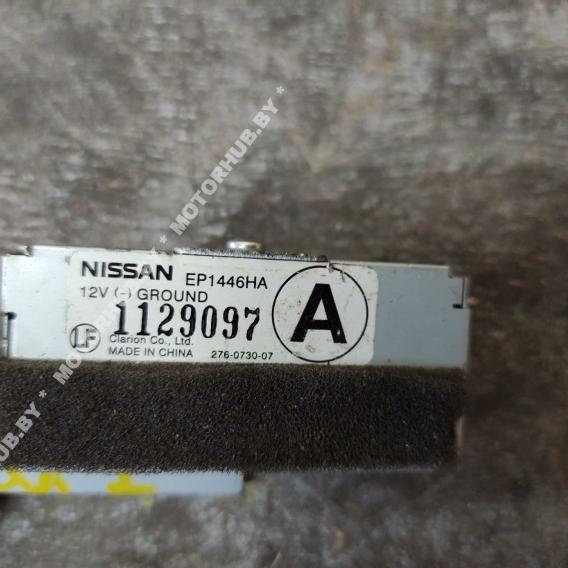 NISSAN EP1446HA
12V (-) GROUND
1129097
A
LF
Clarion Co., Ltd.
MADE IN CHINA 276-0730-07
* MOTORHUB.BY * MOTORHUB.BY *